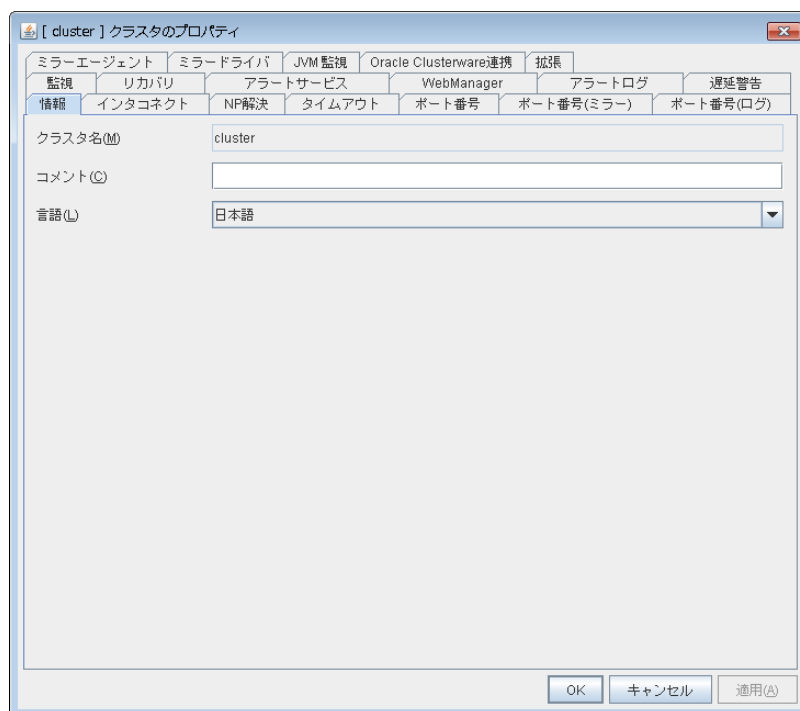 [ cluster ] クラスタのプロパティ
ミラーエージェント ミラードライバ JVM 監視 Oracle Clusterware連携 拡張
監視 リカバリ アラートサービス WebManager アラートログ 遅延警告
情報 インタコネクト NP解決 タイムアウト ポート番号 ポート番号(ミラー) ポート番号(ログ)
クラスタ名(M) cluster
コメント(C)
言語(L) 日本語
OK キャンセル 適用(A)